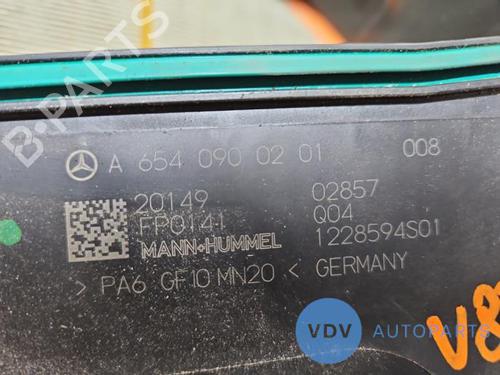 A 654 090 02 01 008
20149 02857
FP0141 Q04
MANN+HUMMEL 1228594S01
> PA6 GF10 MN20 < GERMANY
B-PARTS
VDV AUTOPARTS